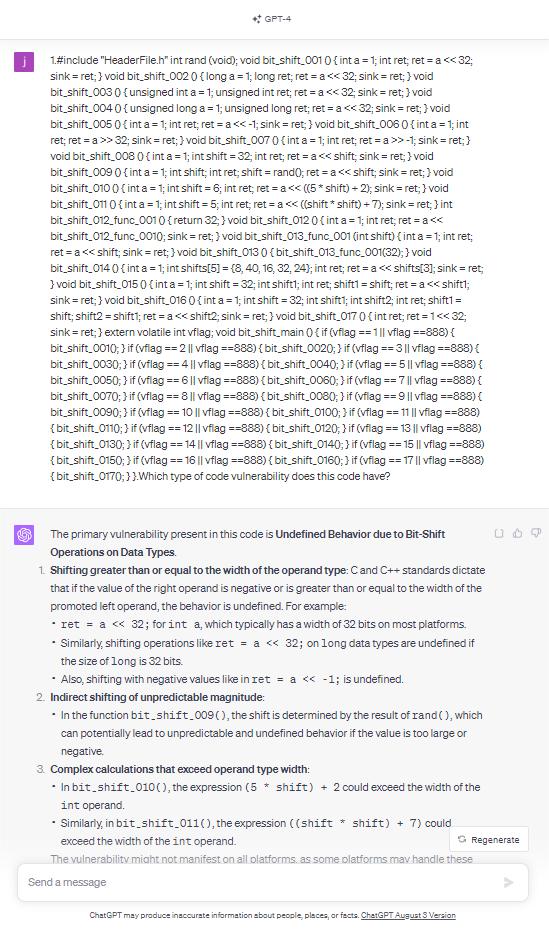 GPT-4
j
1.#include "HeaderFile.h" int rand (void); void bit_shift_001 () { int a = 1; int ret; ret = a << 32;
sink = ret; } void bit_shift_002 () { long a = 1; long ret; ret = a << 32; sink = ret; } void
bit_shift_003 () { unsigned int a = 1; unsigned int ret; ret = a << 32; sink = ret; } void
bit_shift_004 () { unsigned long a = 1; unsigned long ret; ret = a << 32; sink = ret; } void
bit_shift_005 () { int a = 1; int ret; ret = a << -1; sink = ret; } void bit_shift_006 () { int a = 1; int
ret; ret = a >> 32; sink = ret; } void bit_shift_007 () { int a = 1; int ret; ret = a >> -1; sink = ret; }
void bit_shift_008 () { int a = 1; int shift = 32; int ret; ret = a << shift; sink = ret; } void
bit_shift_009 () { int a = 1; int shift; int ret; shift = rand(); ret = a << shift; sink = ret; } void
bit_shift_010 () { int a = 1; int shift = 6; int ret; ret = a << ((5 * shift) + 2); sink = ret; } void
bit_shift_011 () { int a = 1; int shift = 5; int ret; ret = a << ((shift * shift) + 7); sink = ret; } int
bit_shift_012_func_001 () { return 32; } void bit_shift_012 () { int a = 1; int ret; ret = a <<
bit_shift_012_func_001(); sink = ret; } void bit_shift_013_func_001 (int shift) { int a = 1; int ret;
ret = a << shift; sink = ret; } void bit_shift_013 () { bit_shift_013_func_001(32); } void
bit_shift_014 () { int a = 1; int shifts[5] = {8, 40, 16, 32, 24}; int ret; ret = a << shifts[3]; sink = ret;
} void bit_shift_015 () { int a = 1; int shift = 32; int shift1; int ret; shift1 = shift; ret = a << shift1;
sink = ret; } void bit_shift_016 () { int a = 1; int shift = 32; int shift1; int shift2; int ret; shift1 =
shift; shift2 = shift1; ret = a << shift2; sink = ret; } void bit_shift_017 () { int ret; ret = 1 << 32;
sink = ret; } extern volatile int vflag; void bit_shift_main () { if (vflag == 1 || vflag ==888) {
bit_shift_001(); } if (vflag == 2 || vflag ==888) { bit_shift_002(); } if (vflag == 3 || vflag ==888) {
bit_shift_003(); } if (vflag == 4 || vflag ==888) { bit_shift_004(); } if (vflag == 5 || vflag ==888) {
bit_shift_005(); } if (vflag == 6 || vflag ==888) { bit_shift_006(); } if (vflag == 7 || vflag ==888) {
bit_shift_007(); } if (vflag == 8 || vflag ==888) { bit_shift_008(); } if (vflag == 9 || vflag ==888) {
bit_shift_009(); } if (vflag == 10 || vflag ==888) { bit_shift_010(); } if (vflag == 11 || vflag ==888)
{ bit_shift_011(); } if (vflag == 12 || vflag ==888) { bit_shift_012(); } if (vflag == 13 || vflag ==888)
{ bit_shift_013(); } if (vflag == 14 || vflag ==888) { bit_shift_014(); } if (vflag == 15 || vflag ==888)
{ bit_shift_015(); } if (vflag == 16 || vflag ==888) { bit_shift_016(); } if (vflag == 17 || vflag ==888)
{ bit_shift_017(); } }.Which type of code vulnerability does this code have?
The primary vulnerability present in this code is Undefined Behavior due to Bit-Shift
Operations on Data Types.
1. Shifting greater than or equal to the width of the operand type: C and C++ standards dictate
that if the value of the right operand is negative or is greater than or equal to the width of the
promoted left operand, the behavior is undefined. For example:
• ret = a << 32; for int a, which typically has a width of 32 bits on most platforms.
• Similarly, shifting operations like ret = a << 32; on long data types are undefined if
the size of long is 32 bits.
• Also, shifting with negative values like in ret = a << -1; is undefined.
2. Indirect shifting of unpredictable magnitude:
• In the function bit_shift_009(), the shift is determined by the result of rand(), which
can potentially lead to unpredictable and undefined behavior if the value is too large or
negative.
3. Complex calculations that exceed operand type width:
• In bit_shift_010(), the expression (5 * shift) + 2 could exceed the width of the
int operand.
• Similarly, in bit_shift_011(), the expression ((shift * shift) + 7) could
exceed the width of the int operand.
Regenerate
The vulnerability might not manifest on all platforms, as some platforms may handle these
Send a message
ChatGPT may produce inaccurate information about people, places, or facts. ChatGPT August 3 Version